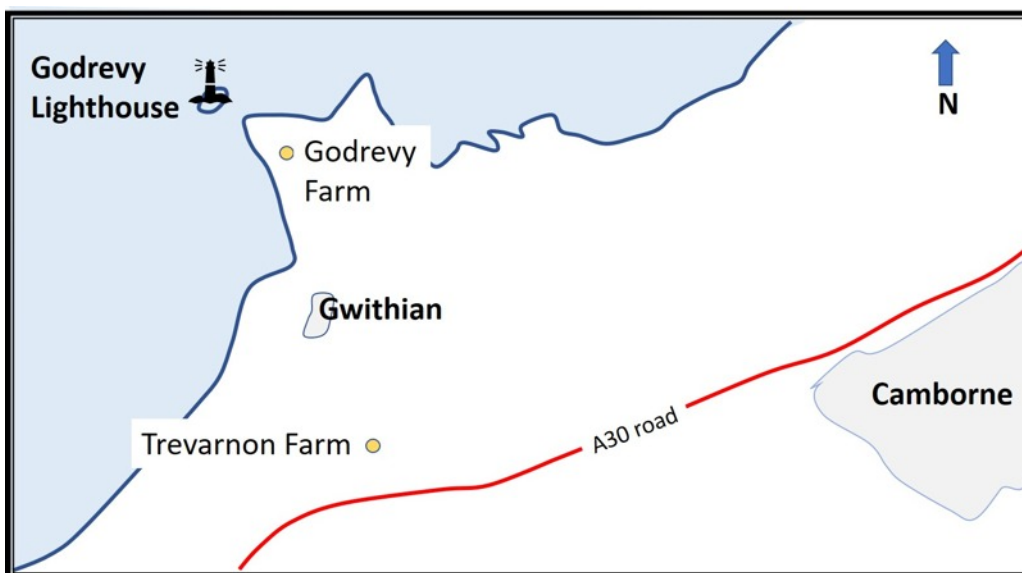 Godrevy
Lighthouse
N
Godrevy
Farm
Gwithian
Camborne
A30 road
Trevarnon Farm